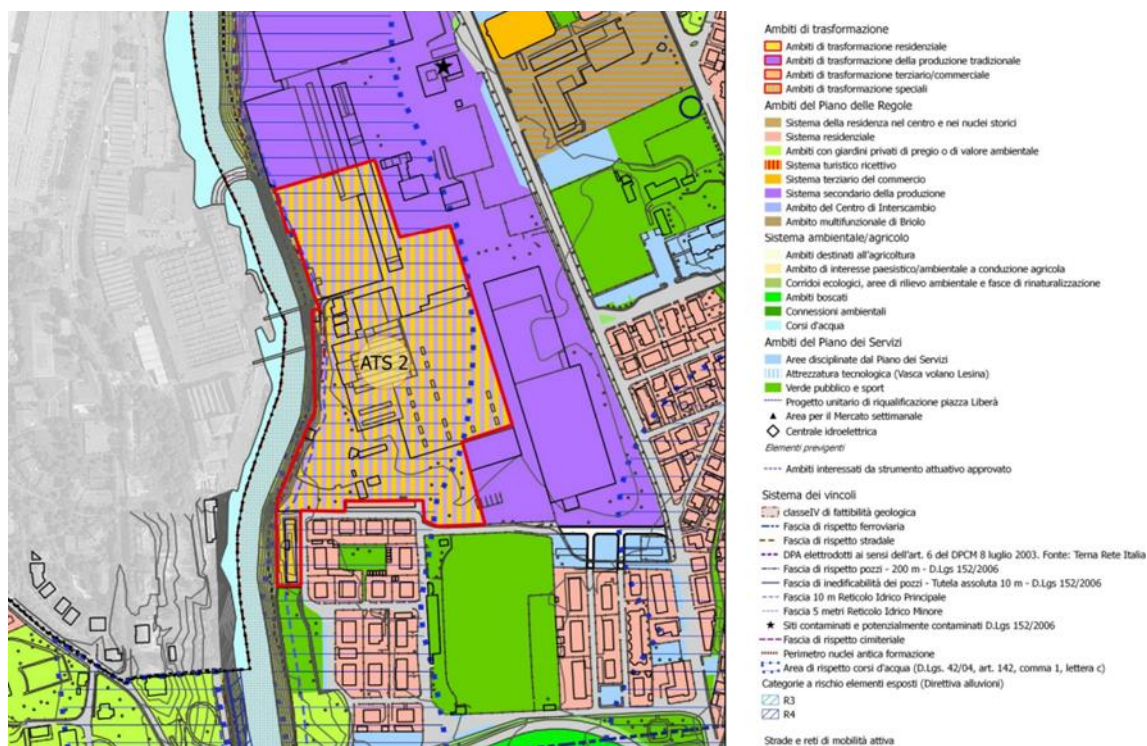 ATS 2
Ambiti di trasformazione
Ambiti di trasformazione residenziale
Ambiti di trasformazione della produzione tradizionale
Ambiti di trasformazione terziario/commerciale
Ambiti di trasformazione speciali
Ambiti del Piano delle Regole
Sistema della residenza nel centro e nei nuclei storici
Sistema residenziale
Ambiti con giardini privati di pregio o di valore ambientale
Sistema turistico ricettivo
Sistema terziario del commercio
Sistema secondario della produzione
Ambito del Centro di Interscambio
Ambito multifunzionale di Briolo
Sistema ambientale/agricolo
Ambiti destinati all'agricoltura
Ambito di interesse paesistico/ambientale a conduzione agricola
Corridoi ecologici, aree di rilievo ambientale e fasce di rinaturalizzazione
Ambiti boscati
Connessioni ambientali
Corsi d'acqua
Ambiti del Piano dei Servizi
Aree disciplinate dal Piano dei Servizi
Attrezzatura tecnologica (Vasca volano Lesina)
Verde pubblico e sport
Progetto unitario di riqualificazione piazza Liberà
Area per il Mercato settimanale
Centrale idroelettrica
Elementi previgenti
Ambiti interessati da strumento attuativo approvato
Sistema dei vincoli
classeIV di fattibilità geologica
Fascia di rispetto ferroviaria
Fascia di rispetto stradale
DPA elettrodotti ai sensi dell'art. 6 del DPCM 8 luglio 2003. Fonte: Terna Rete Italia
Fascia di rispetto pozzi - 200 m - D.Lgs 152/2006
Fascia di inedificabilità dei pozzi - Tutela assoluta 10 m - D.Lgs 152/2006
Fascia 10 m Reticolo Idrico Principale
Fascia 5 metri Reticolo Idrico Minore
Siti contaminati e potenzialmente contaminati D.Lgs 152/2006
Fascia di rispetto cimiteriale
Perimetro nuclei antica formazione
Area di rispetto corsi d'acqua (D.Lgs. 42/04, art. 142, comma 1, lettera c)
Categorie a rischio elementi esposti (Direttiva alluvioni)
R3
R4
Strade e reti di mobilità attiva